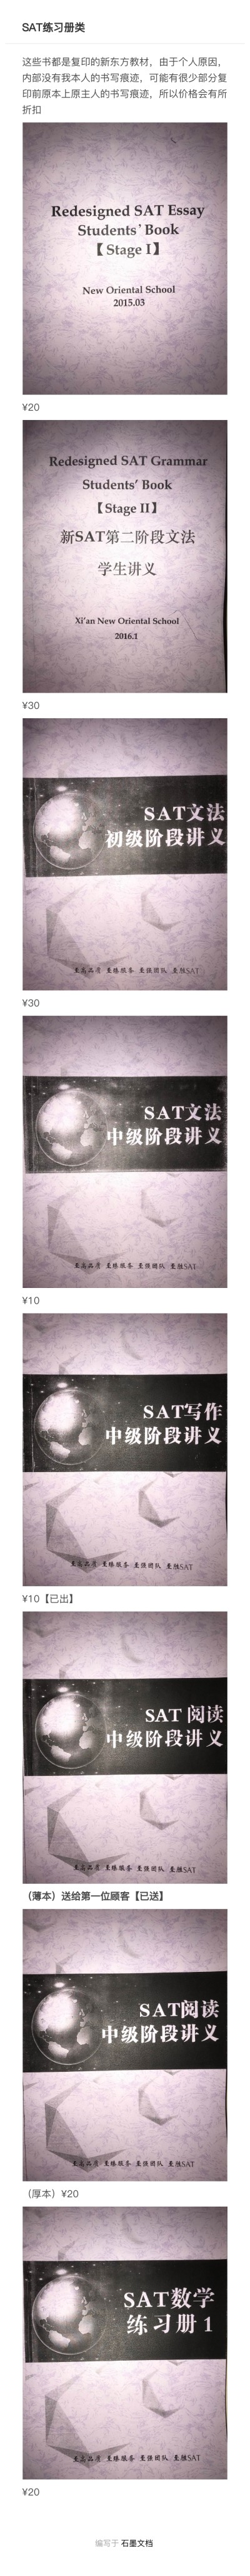 SAT练习册类
这些书都是复印的新东方教材，由于个人原因，
内部没有我本人的书写痕迹，可能有很少部分复
印前原本上原主人的书写痕迹，所以价格会有所
折扣
Redesigned SAT Essay
Students' Book
【Stage I】
New Oriental School
2015.03
¥20
Redesigned SAT Grammar
Students' Book
【Stage II】
新SAT第二阶段文法
学生讲义
Xi'an New Oriental School
2016.1
¥30
SAT文法
初级阶段讲义
至高品质 至臻服务 至强团队 至胜SAT
¥30
SAT文法
中级阶段讲义
至高品质 至臻服务 至强团队 至胜SAT
¥10
SAT写作
中级阶段讲义
至高品质 至臻服务 至强团队 至胜SAT
¥10【已出】
SAT 阅读
中级阶段讲义
至高品质 至臻服务 至强团队 至胜SAT
（薄本）送给第一位顾客【已送】
SAT阅读
中级阶段讲义
至高品质 至臻服务 至强团队 至胜SAT
（厚本）¥20
SAT数学
练习册 1
至高品质 至臻服务 至强团队 至胜SAT
¥20
编写于 石墨文档